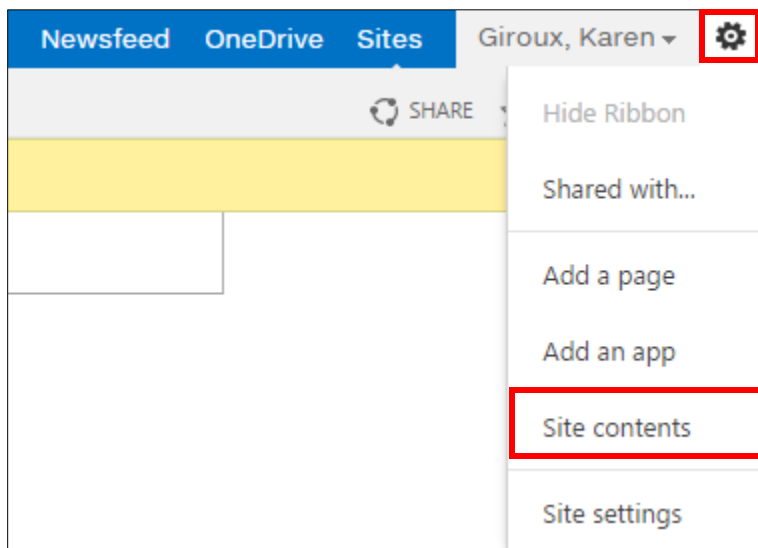 Newsfeed OneDrive Sites Giroux, Karen
SHARE
Hide Ribbon
Shared with...
Add a page
Add an app
Site contents
Site settings